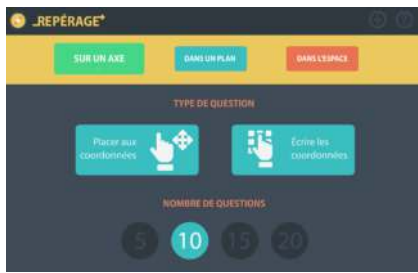 _REPÉRAGE+
SUR UN AXE
DANS UN PLAN
DANS L'ESPACE
TYPE DE QUESTION
Placer aux
coordonnées
Écrire les
coordonnées
NOMBRE DE QUESTIONS
5 10 15 20